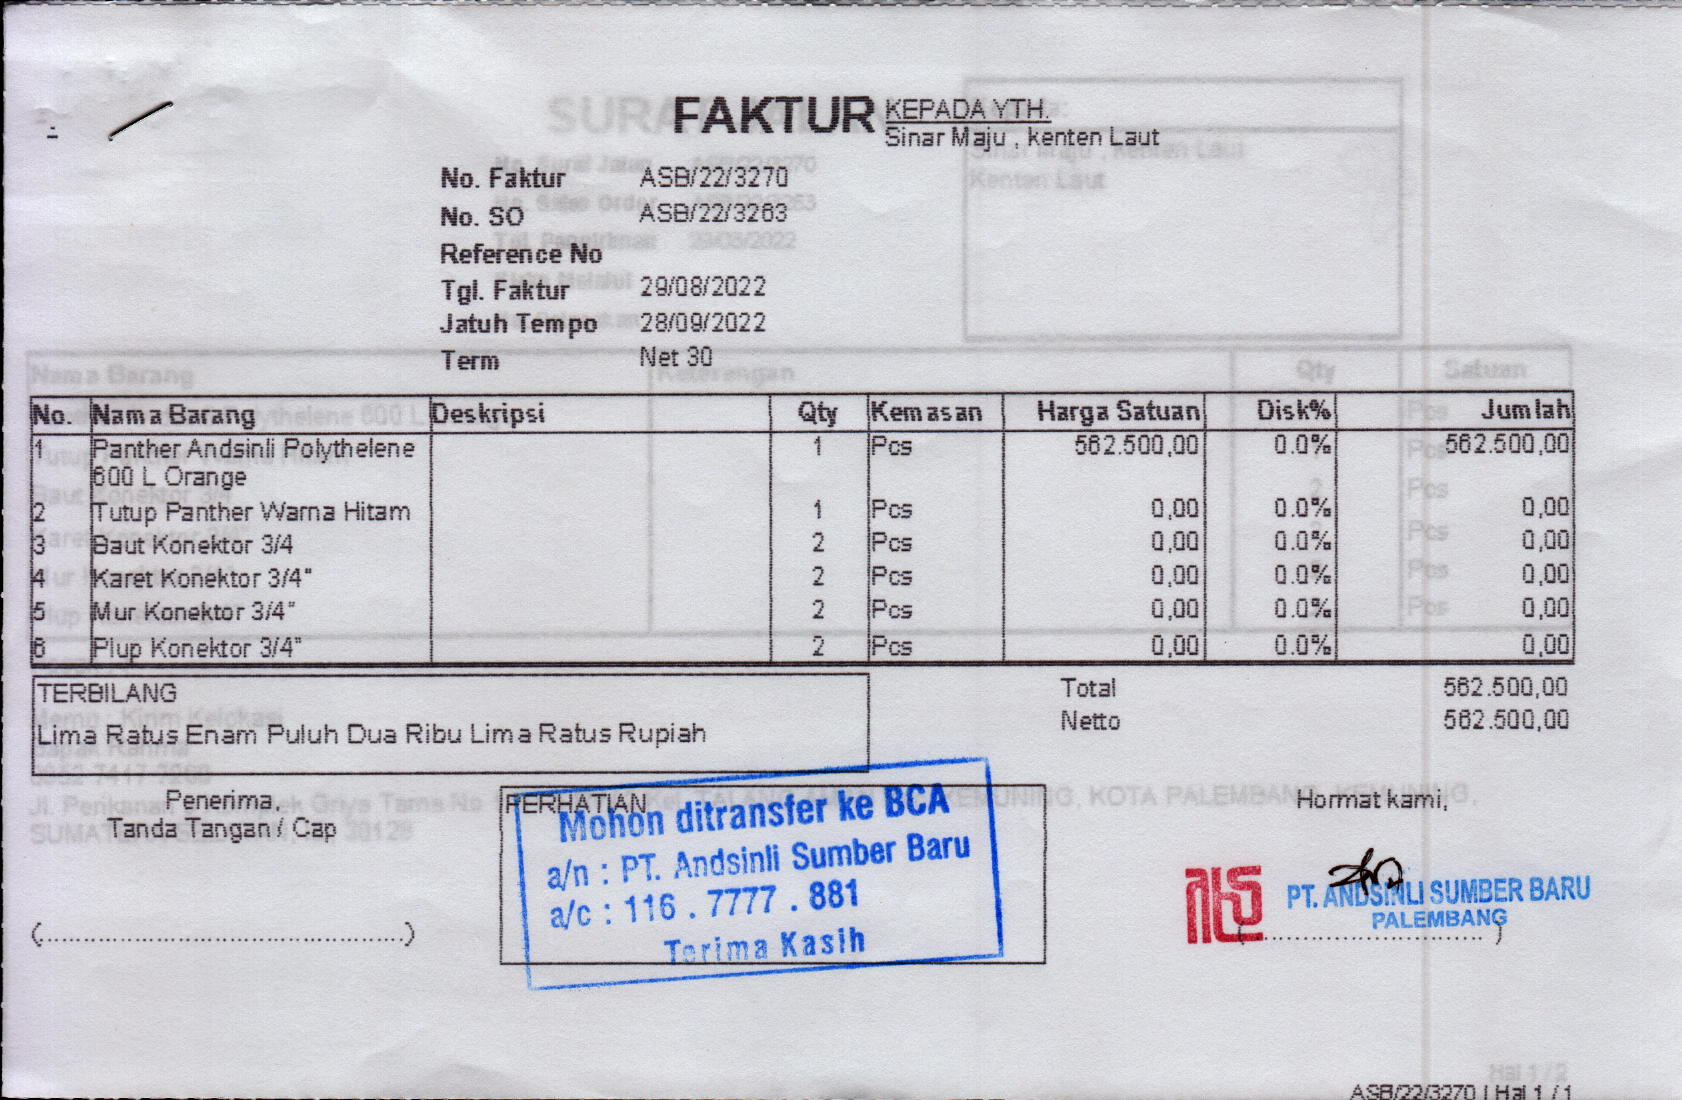 FAKTUR
KEPADA YTH.
Sinar Maju , kenten Laut
No. Faktur ASB/22/3270
No. SO ASB/22/3263
Reference No
Tgl. Faktur 29/08/2022
Jatuh Tempo 28/09/2022
Term Net 30
No. Nama Barang Deskripsi Qty Kemasan Harga Satuan Disk% Jumlah
1 Panther Andsinli Polythelene 1 Pcs 562.500,00 0.0% 562.500,00
600 L Orange
2 Tutup Panther Warna Hitam 1 Pcs 0,00 0.0% 0,00
3 Baut Konektor 3/4 2 Pcs 0,00 0.0% 0,00
4 Karet Konektor 3/4" 2 Pcs 0,00 0.0% 0,00
5 Mur Konektor 3/4" 2 Pcs 0,00 0.0% 0,00
6 Plup Konektor 3/4" 2 Pcs 0,00 0.0% 0,00
TERBILANG
Lima Ratus Enam Puluh Dua Ribu Lima Ratus Rupiah
Total 562.500,00
Netto 562.500,00
Penerima,
Tanda Tangan / Cap
(....................................................)
PERHATIAN
Mohon ditransfer ke BCA
a/n : PT. Andsinli Sumber Baru
a/c : 116 . 7777 . 881
Terima Kasih
Hormat kami,
PT. ANDSINLI SUMBER BARU
PALEMBANG
(.................................)
Hal 1 / 2
ASB/22/3270 | Hal 1 / 1